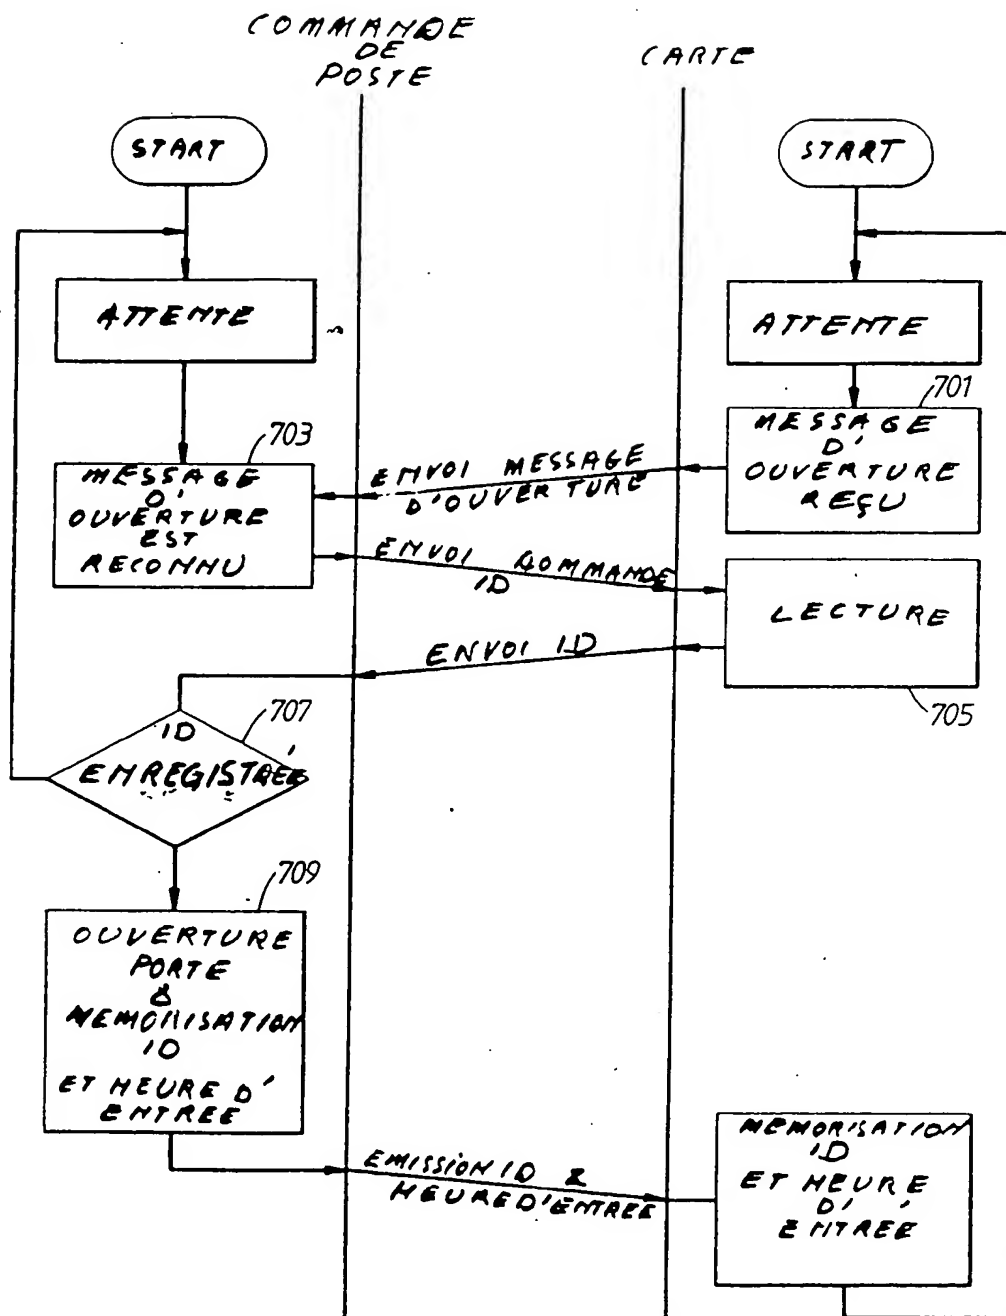 COMMANDE
DE
POSTE
CARTE
START
START
ATTENTE
ATTENTE
701
MESSAGE
D'
OUVERTURE
REÇU
703
MESSAGE
D'
OUVERTURE
EST
RECONNU
ENVOI MESSAGE
D'OUVERTURE
ENVOI COMMANDE
ID
LECTURE
705
ENVOI ID
707
ID
ENREGISTRÉE
709
OUVERTURE
PORTE
&
MEMORISATION
ID
ET HEURE D'
ENTREE
EMISSION ID &
HEURE D'ENTREE
MEMORISATION
ID
ET HEURE
D'
ENTRÉE